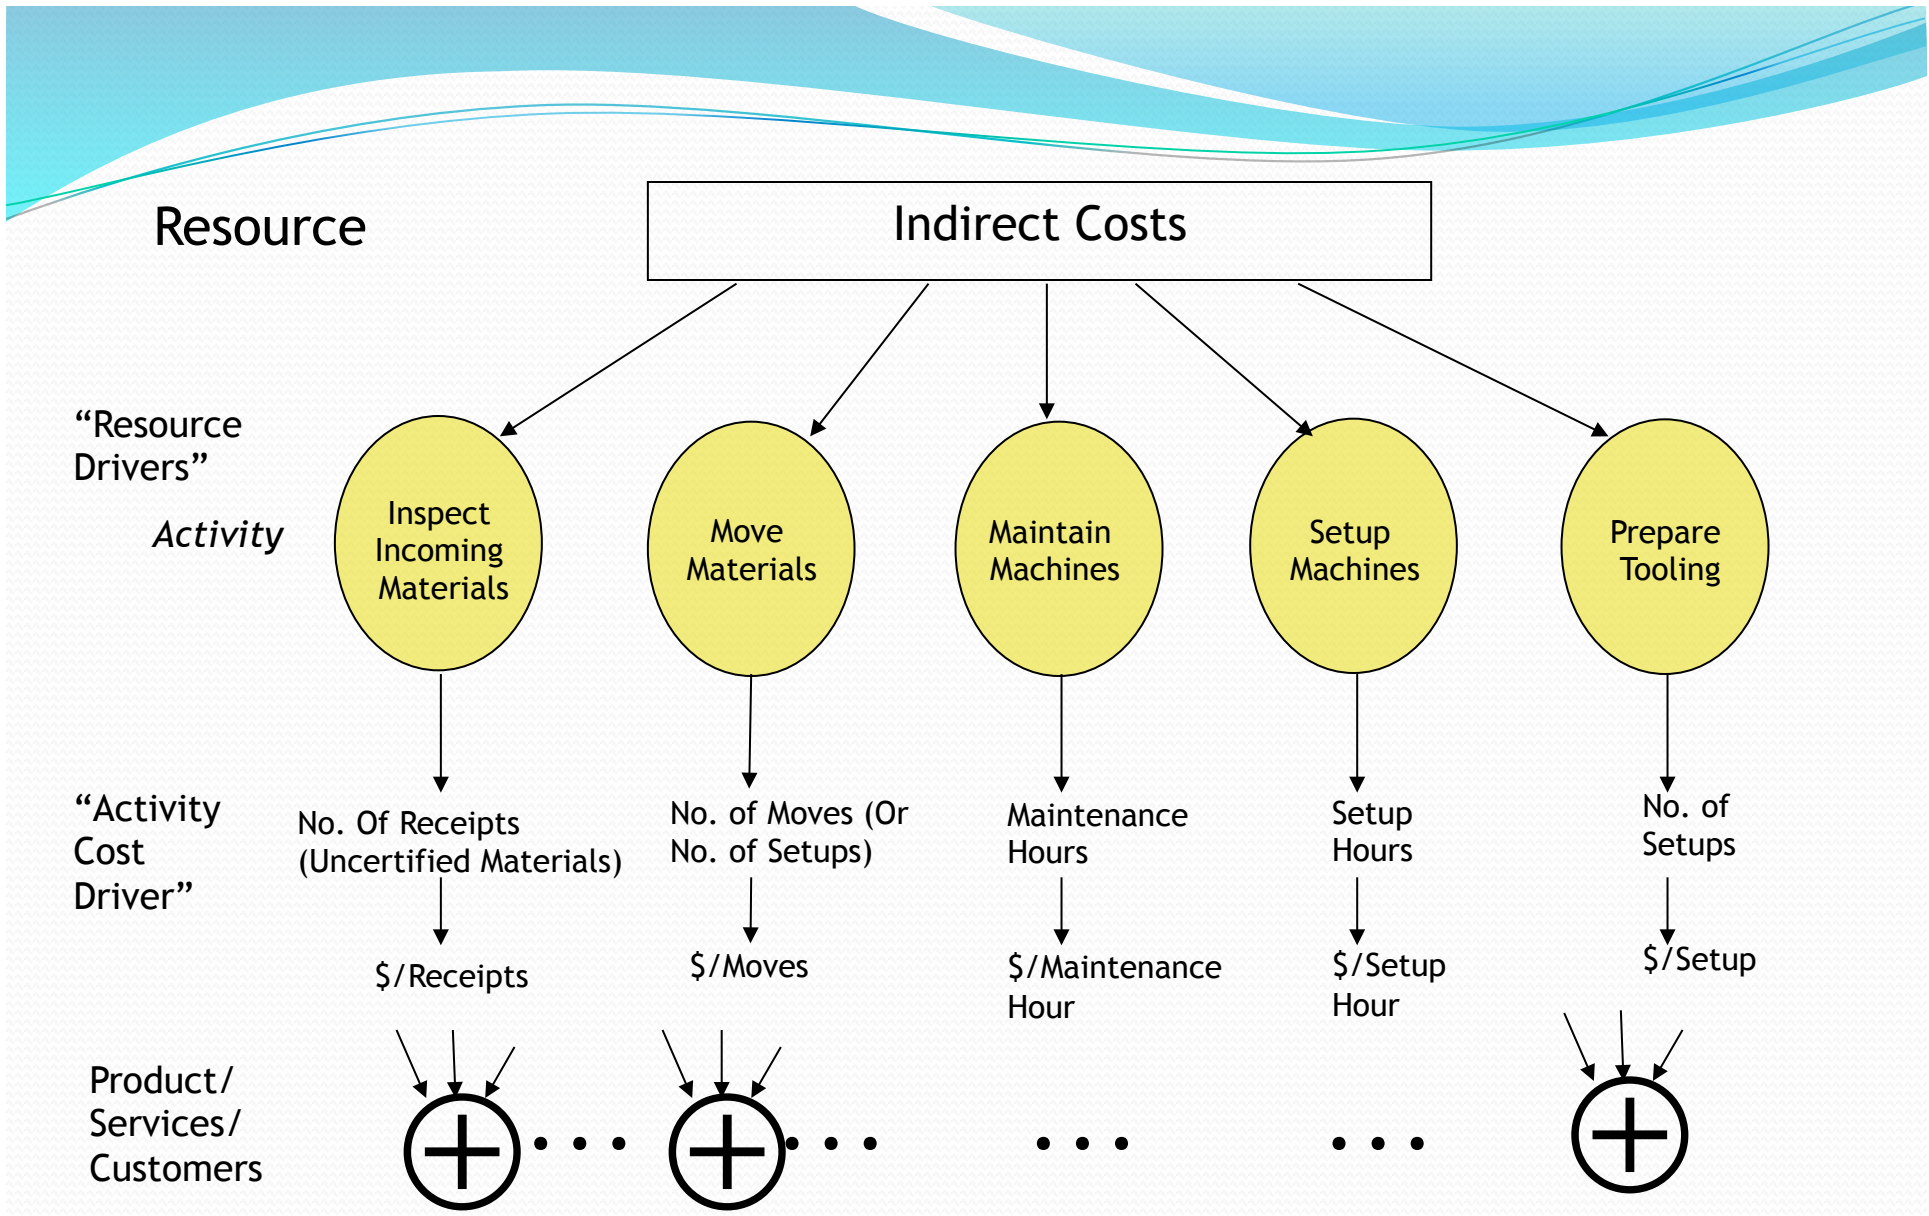 Resource
Indirect Costs
“Resource
Drivers”
Activity
Inspect
Incoming
Materials
Move
Materials
Maintain
Machines
Setup
Machines
Prepare
Tooling
“Activity
Cost
Driver”
No. Of Receipts
(Uncertified Materials)
No. of Moves (Or
No. of Setups)
Maintenance
Hours
Setup
Hours
No. of
Setups
$/Receipts
$/Moves
$/Maintenance
Hour
$/Setup
Hour
$/Setup
Product/
Services/
Customers